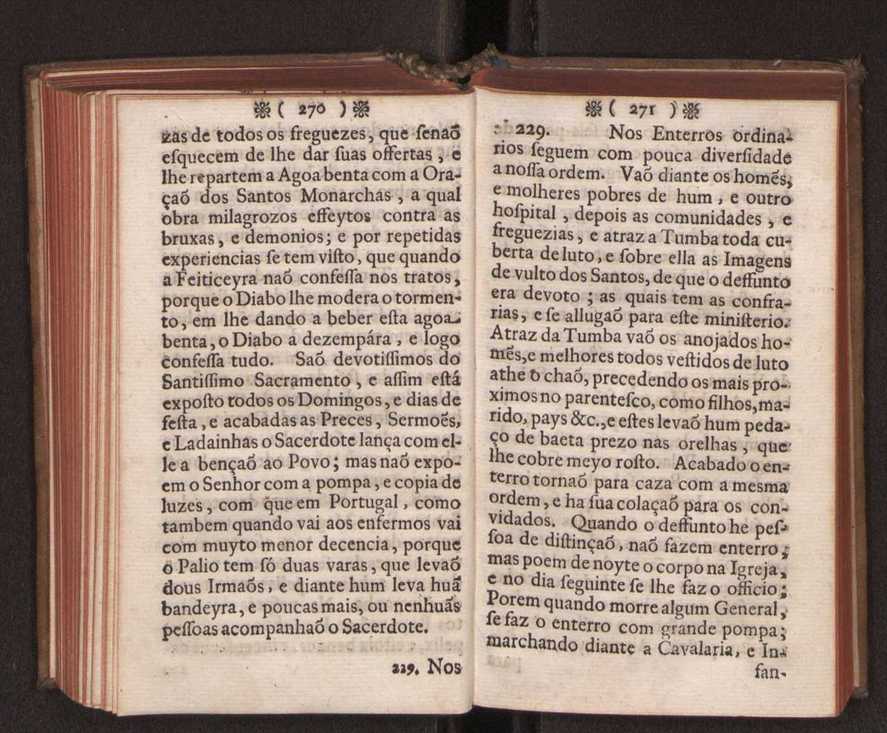 ( 270 )
zas de todos os freguezes, que ſenaõ
eſquecem de lhe dar ſuas offertas, e
lhe repartem a Agoa benta com a Ora-
çaõ dos Santos Monarchas, a qual
obra milagrozos effeytos contra as
bruxas, e demonios; e por repetidas
experiencias ſe tem viſto, que quando
a Feiticeyra naõ confeſſa nos tratos,
porque o Diabo lhe modera o tormen-
to, em lhe dando a beber eſta agoa
benta, o Diabo a dezempára, e logo
confeſſa tudo. Saõ devotiſſimos do
Santiſſimo Sacramento, e aſſim eſtá
expoſto todos os Domingos, e dias de
feſta, e acabadas as Preces, Sermoẽs,
e Ladainhas o Sacerdote lança com el-
le a bençaõ ao Povo; mas naõ expo-
em o Senhor com a pompa, e copia de
luzes, com q̃ue em Portugal, como
tambem quando vai aos enfermos vai
com muyto menor decencia, porque
o Palio tem ſó duas varas, que levaõ
dous Irmaõs, e diante hum leva huã
bandeyra, e poucas mais, ou nenhuãs
peſſoas acompanhaõ o Sacerdote.
229. Nos
( 271 )
229. Nos Enterros ordina-
rios ſeguem com pouca diverſidade
a noſſa ordem. Vaõ diante os homẽs,
e molheres pobres de hum, e outro
hoſpital, depois as comunidades, e
freguezias, e atraz a Tumba toda cu-
berta de luto, e ſobre ella as Imagens
de vulto dos Santos, de que o deffunto
era devoto; as quais tem as confra-
rias, e ſe allugaõ para eſte miniſterio.
Atraz da Tumba vaõ os anojados ho-
mẽs, e melhores todos veſtidos de luto
athe o chaõ, precedendo os mais pro-
ximos no parenteſco, como filhos, ma-
rido, pays &c., e eſtes levaõ hum peda-
ço de baeta prezo nas orelhas, que
lhe cobre meyo roſto. Acabado o en-
terro tornaõ para caza com a mesma
ordem, e ha ſua colaçaõ para os con-
vidados. Quando o deffunto he peſ-
ſoa de diſtinçaõ, naõ fazem enterro,
mas poem de noyte o corpo na Igreja,
e no dia ſeguinte ſe lhe faz o officio;
Porem quando morre algum General,
ſe faz o enterro com grande pompa;
marchando diante a Cavalaria, e In-
fan-